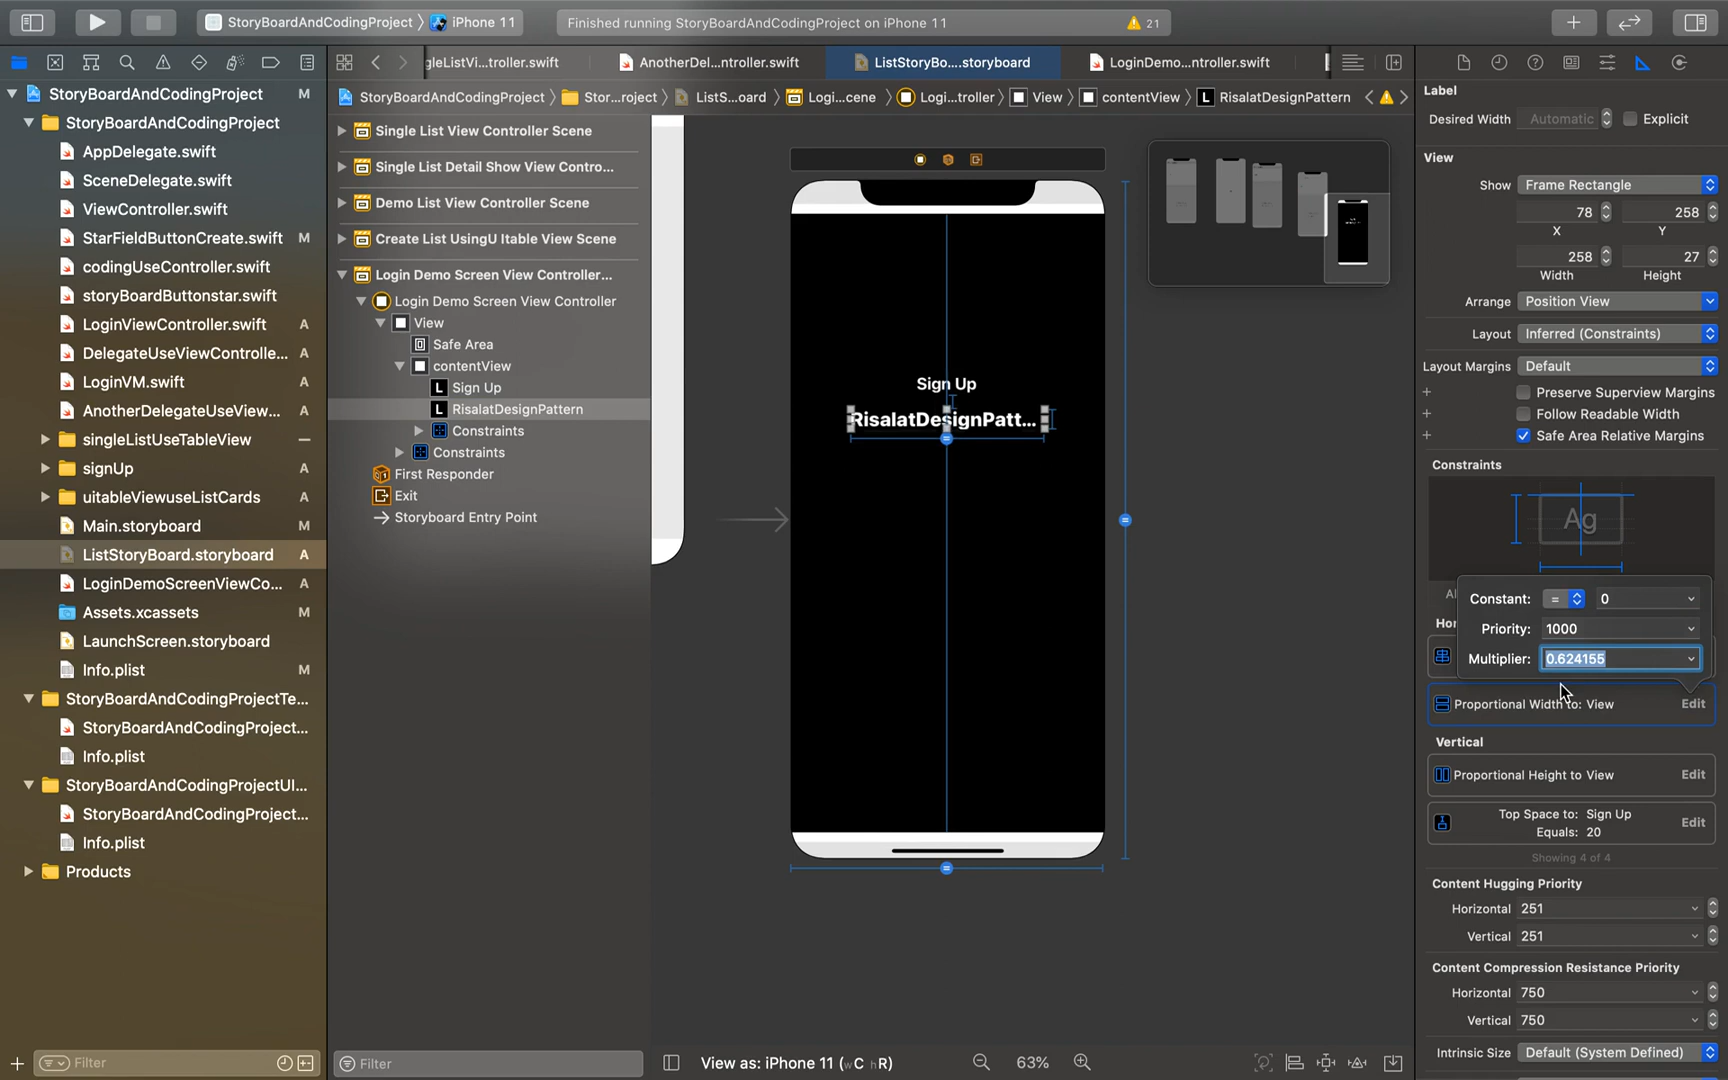 StoryBoardAndCodingProject
iPhone 11
Finished running StoryBoardAndCodingProject on iPhone 11
21
gleListVi...troller.swift
AnotherDel...ntroller.swift
ListStoryBo....storyboard
LoginDemo...ntroller.swift
StoryBoardAndCodingProject
M
StoryBoardAndCodingProject
AppDelegate.swift
SceneDelegate.swift
ViewController.swift
StarFieldButtonCreate.swift
M
codingUseController.swift
storyBoardButtonstar.swift
LoginViewController.swift
A
DelegateUseViewControlle...
A
LoginVM.swift
A
AnotherDelegateUseView...
A
singleListUseTableView
signUp
A
uitableViewuseListCards
A
Main.storyboard
M
ListStoryBoard.storyboard
A
LoginDemoScreenViewCo...
A
Assets.xcassets
M
LaunchScreen.storyboard
Info.plist
M
StoryBoardAndCodingProjectTe...
StoryBoardAndCodingProject...
Info.plist
StoryBoardAndCodingProjectUI...
StoryBoardAndCodingProject...
Info.plist
Products
Filter
StoryBoardAndCodingProject
Stor...roject
ListS...oard
Logi...cene
Logi...troller
View
contentView
L RisalatDesignPattern
Single List View Controller Scene
Single List Detail Show View Contro...
Demo List View Controller Scene
Create List UsingU Itable View Scene
Login Demo Screen View Controller...
Login Demo Screen View Controller
View
Safe Area
contentView
L Sign Up
L RisalatDesignPattern
Constraints
Constraints
First Responder
Exit
Storyboard Entry Point
Filter
Sign Up
RisalatDesignPatt...
View as: iPhone 11 (wC hR)
63%
Label
Desired Width
Automatic
Explicit
View
Show
Frame Rectangle
78
258
X
Y
258
27
Width
Height
Arrange
Position View
Layout
Inferred (Constraints)
Layout Margins
Default
Preserve Superview Margins
Follow Readable Width
Safe Area Relative Margins
Constraints
Ag
Al
Hor
Constant:
=
0
Priority:
1000
Multiplier:
0.624155
Proportional Width to: View
Edit
Vertical
Proportional Height to View
Edit
Top Space to: Sign Up
Equals: 20
Edit
Showing 4 of 4
Content Hugging Priority
Horizontal
251
Vertical
251
Content Compression Resistance Priority
Horizontal
750
Vertical
750
Intrinsic Size
Default (System Defined)